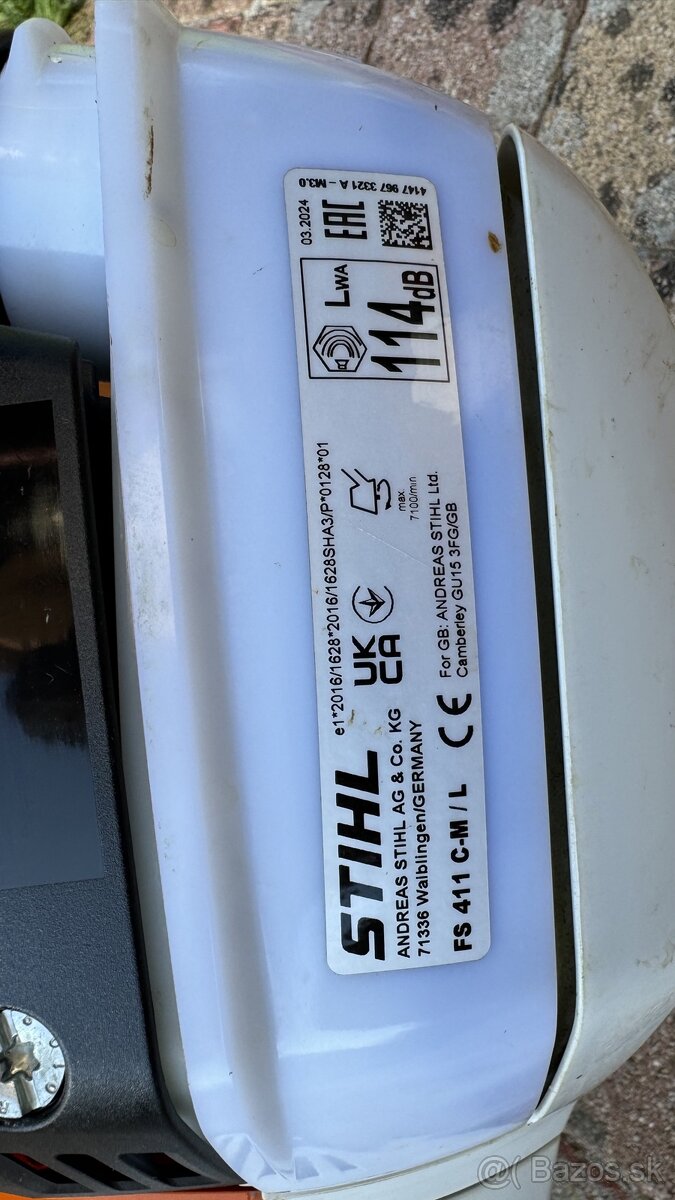 STIHL
e1*2016/1628*2016/1628SHA3/P*0128*01
ANDREAS STIHL AG & Co. KG
71336 Waiblingen/GERMANY
UK
CA
FS 411 C-M / L
CE
For GB: ANDREAS STIHL Ltd.
Camberley GU15 3FG/GB
max.
7100/min
LWA
114dB
03.2024
EAC
4147 967 3321 A – M3.0
@(Bazos.sk